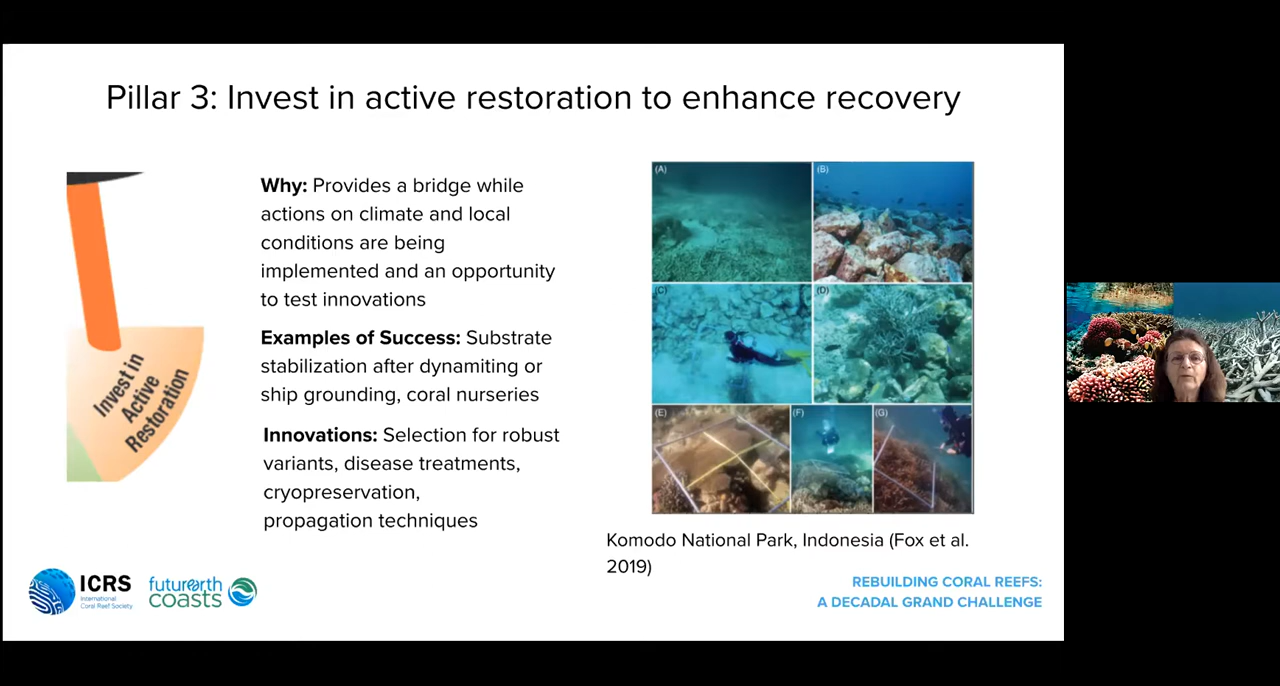 Pillar 3: Invest in active restoration to enhance recovery
Invest in
Active
Restoration
Why: Provides a bridge while
actions on climate and local
conditions are being
implemented and an opportunity
to test innovations
Examples of Success: Substrate
stabilization after dynamiting or
ship grounding, coral nurseries
Innovations: Selection for robust
variants, disease treatments,
cryopreservation,
propagation techniques
(A)
(B)
(C)
(D)
(E)
(F)
(G)
Komodo National Park, Indonesia (Fox et al.
2019)
ICRS
International
Coral Reef Society
futurearth
coasts
REBUILDING CORAL REEFS:
A DECADAL GRAND CHALLENGE